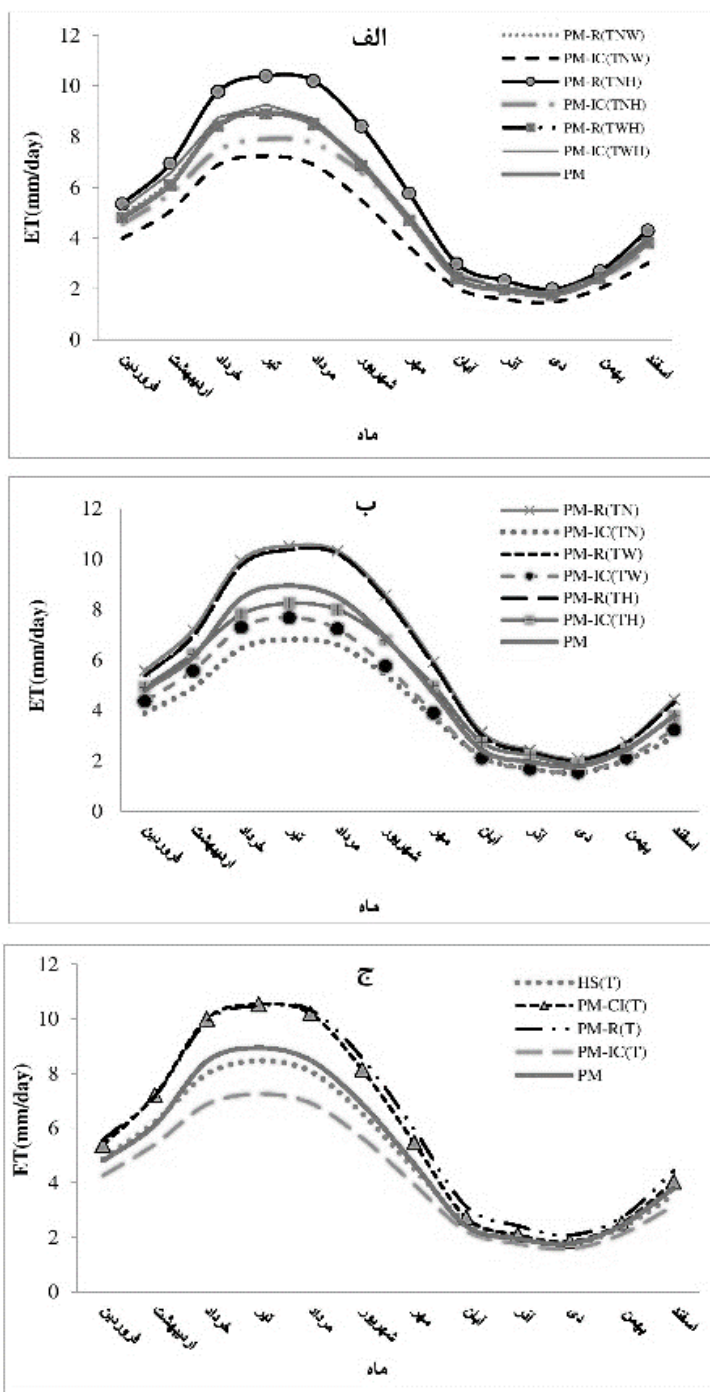 الف
12
10
8
6
4
2
0
ET(mm/day)
PM-R(TNW)
PM-IC(TNW)
PM-R(TNH)
PM-IC(TNH)
PM-R(TWH)
PM-IC(TWH)
PM
فروردین
اردیبهشت
خرداد
تیر
مرداد
شهریور
مهر
آبان
آذر
دی
بهمن
اسفند
ماه
ب
12
10
8
6
4
2
0
ET(mm/day)
PM-R(TN)
PM-IC(TN)
PM-R(TW)
PM-IC(TW)
PM-R(TH)
PM-IC(TH)
PM
فروردین
اردیبهشت
خرداد
تیر
مرداد
شهریور
مهر
آبان
آذر
دی
بهمن
اسفند
ماه
ج
12
10
8
6
4
2
0
ET(mm/day)
HS(T)
PM-CI(T)
PM-R(T)
PM-IC(T)
PM
فروردین
اردیبهشت
خرداد
تیر
مرداد
شهریور
مهر
آبان
آذر
دی
بهمن
اسفند
ماه